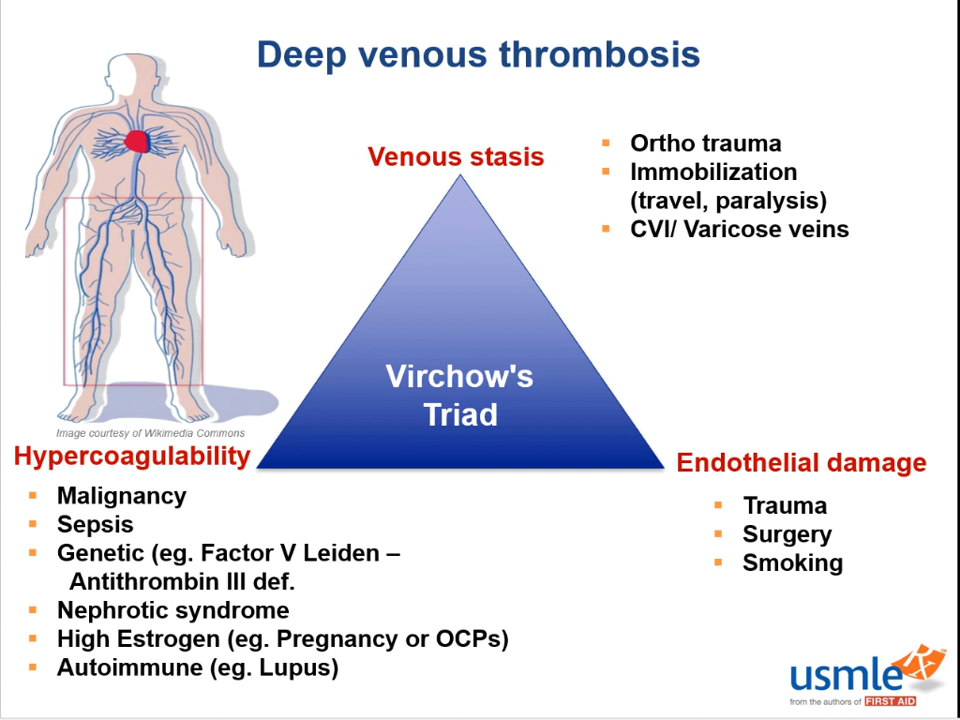 Deep venous thrombosis
Venous stasis
▪ Ortho trauma
▪ Immobilization
(travel, paralysis)
▪ CVI/ Varicose veins
Virchow's
Triad
Image courtesy of Wikimedia Commons
Hypercoagulability
▪ Malignancy
▪ Sepsis
▪ Genetic (eg. Factor V Leiden –
Antithrombin III def.
▪ Nephrotic syndrome
▪ High Estrogen (eg. Pregnancy or OCPs)
▪ Autoimmune (eg. Lupus)
Endothelial damage
▪ Trauma
▪ Surgery
▪ Smoking
usmle Rx™
from the authors of FIRST AID